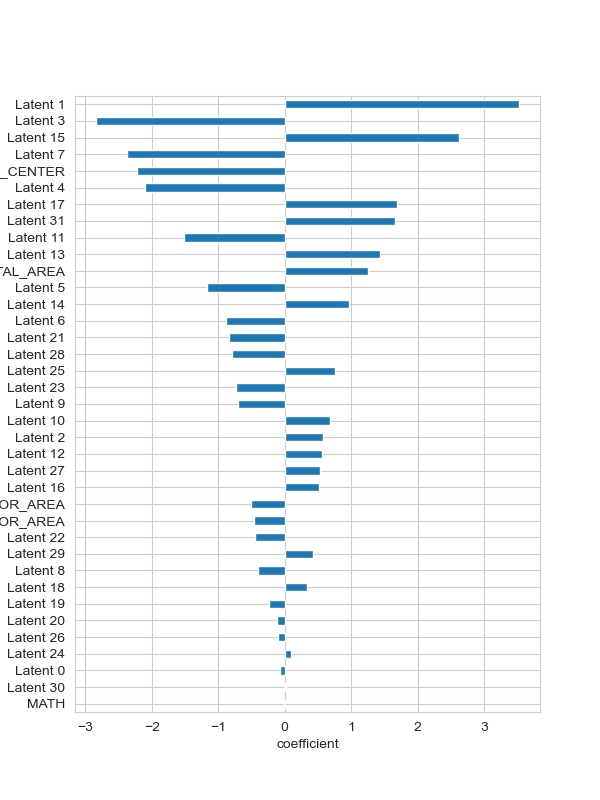 Latent 1
Latent 3
Latent 15
Latent 7
_CENTER
Latent 4
Latent 17
Latent 31
Latent 11
Latent 13
TAL_AREA
Latent 5
Latent 14
Latent 6
Latent 21
Latent 28
Latent 25
Latent 23
Latent 9
Latent 10
Latent 2
Latent 12
Latent 27
Latent 16
OR_AREA
OR_AREA
Latent 22
Latent 29
Latent 8
Latent 18
Latent 19
Latent 20
Latent 26
Latent 24
Latent 0
Latent 30
MATH
−3 −2 −1 0 1 2 3
coefficient